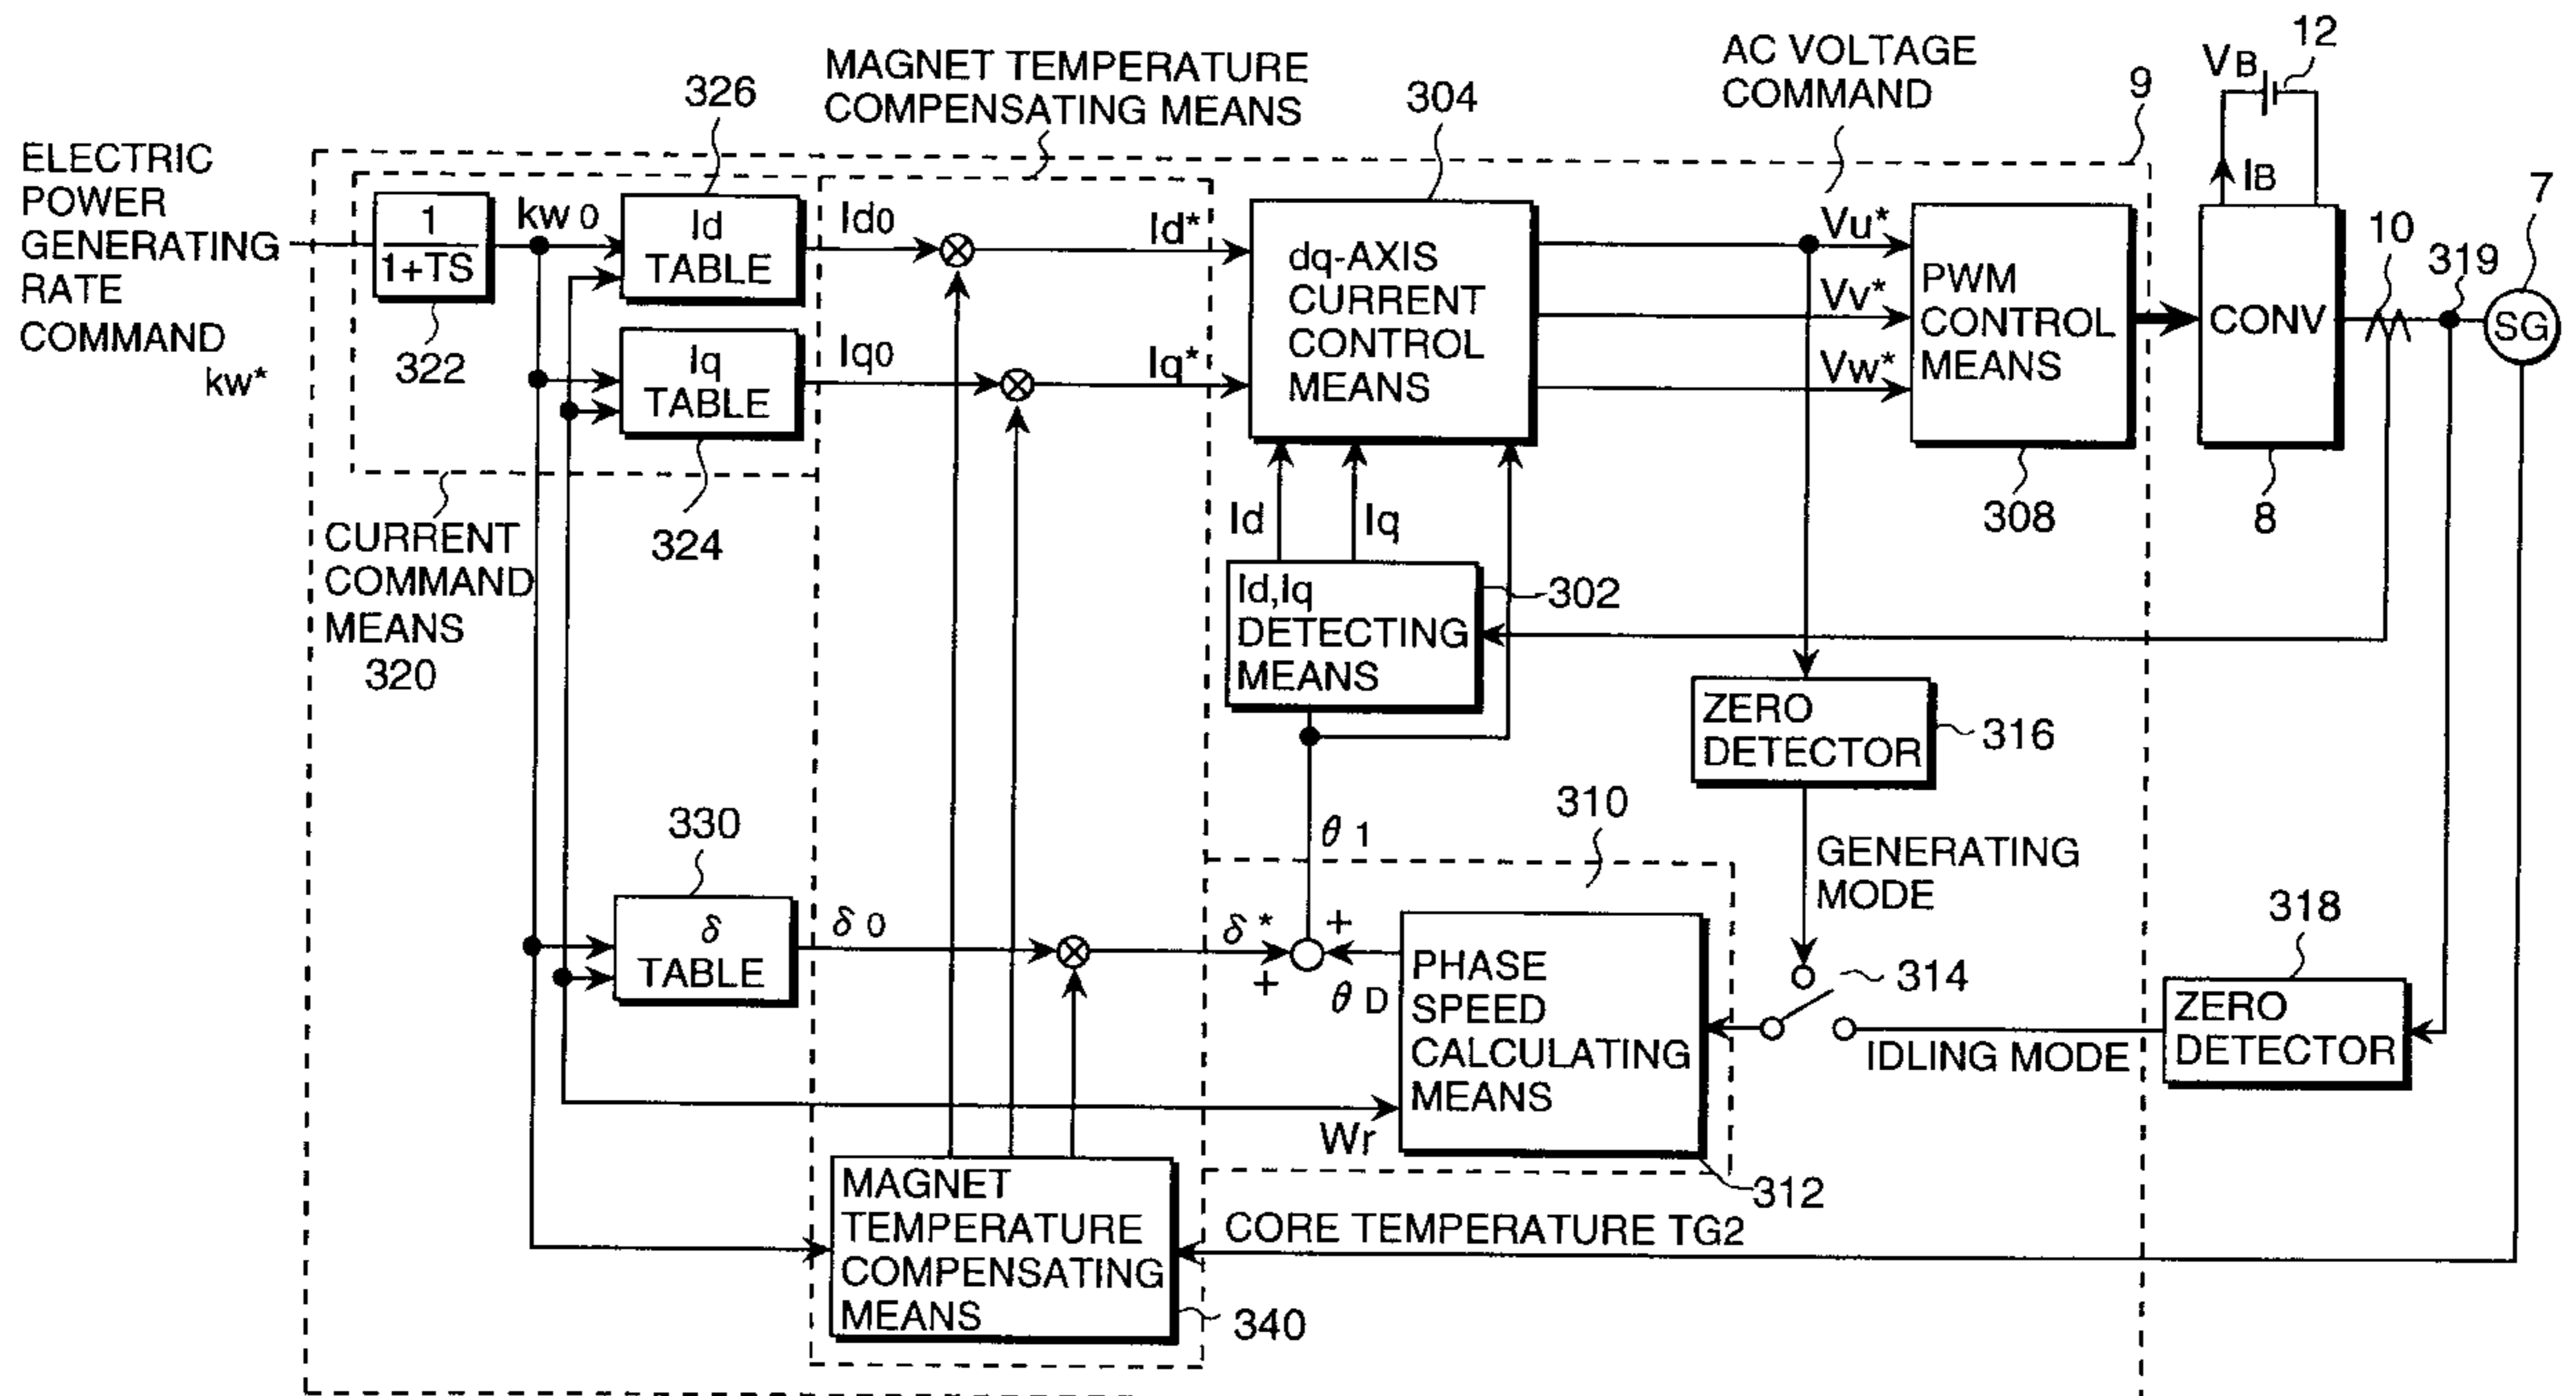 ELECTRIC
POWER
GENERATING
RATE
COMMAND
kw*
1
1+TS
322
kw 0
326
Id
TABLE
Iq
TABLE
324
CURRENT
COMMAND
MEANS
320
MAGNET TEMPERATURE
COMPENSATING MEANS
Id0
Id*
Iq0
Iq*
304
dq-AXIS
CURRENT
CONTROL
MEANS
AC VOLTAGE
COMMAND
Vu*
Vv*
Vw*
9
PWM
CONTROL
MEANS
308
VB
12
IB
CONV
8
10
319
7
SG
Id
Iq
Id,Iq
DETECTING
MEANS
302
ZERO
DETECTOR
316
GENERATING
MODE
314
IDLING MODE
318
ZERO
DETECTOR
330
δ
TABLE
δ 0
δ *
+
+
θ 1
θ D
310
PHASE
SPEED
CALCULATING
MEANS
312
Wr
MAGNET
TEMPERATURE
COMPENSATING
MEANS
340
CORE TEMPERATURE TG2